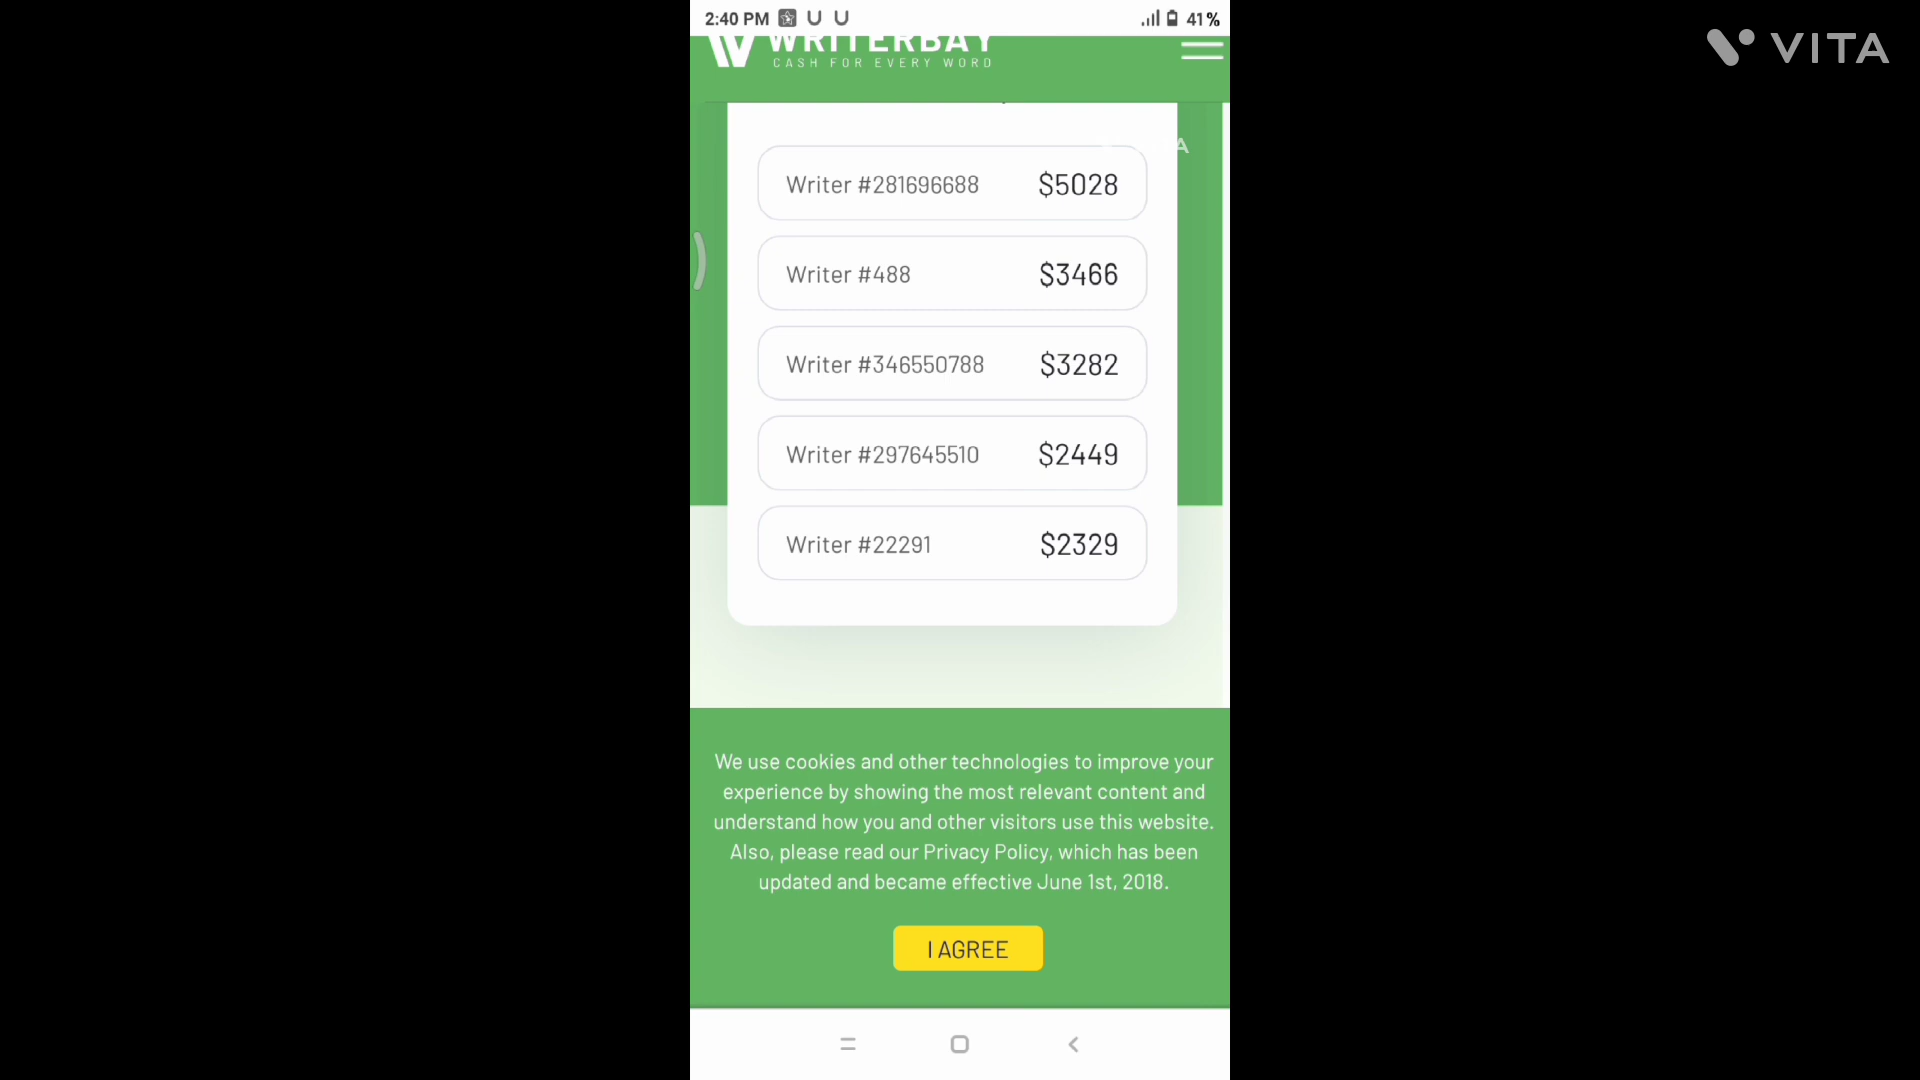 2:40 PM
41%
VITA
WRITERBAY
CASH FOR EVERY WORD
Writer #281696688 $5028
Writer #488 $3466
Writer #346550788 $3282
Writer #297645510 $2449
Writer #22291 $2329
We use cookies and other technologies to improve your
experience by showing the most relevant content and
understand how you and other visitors use this website.
Also, please read our Privacy Policy, which has been
updated and became effective June 1st, 2018.
I AGREE